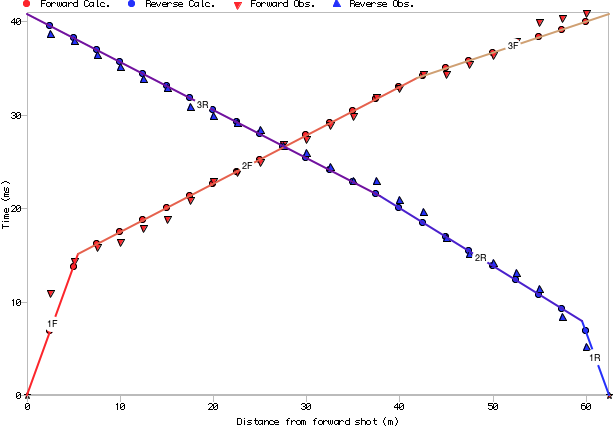 Forward Calc. Reverse Calc. Forward Obs. Reverse Obs.
40
3F
30
3R
Time (ms)
2F
20
2R
10
1F
1R
0
0 10 20 30 40 50 60
Distance from forward shot (m)